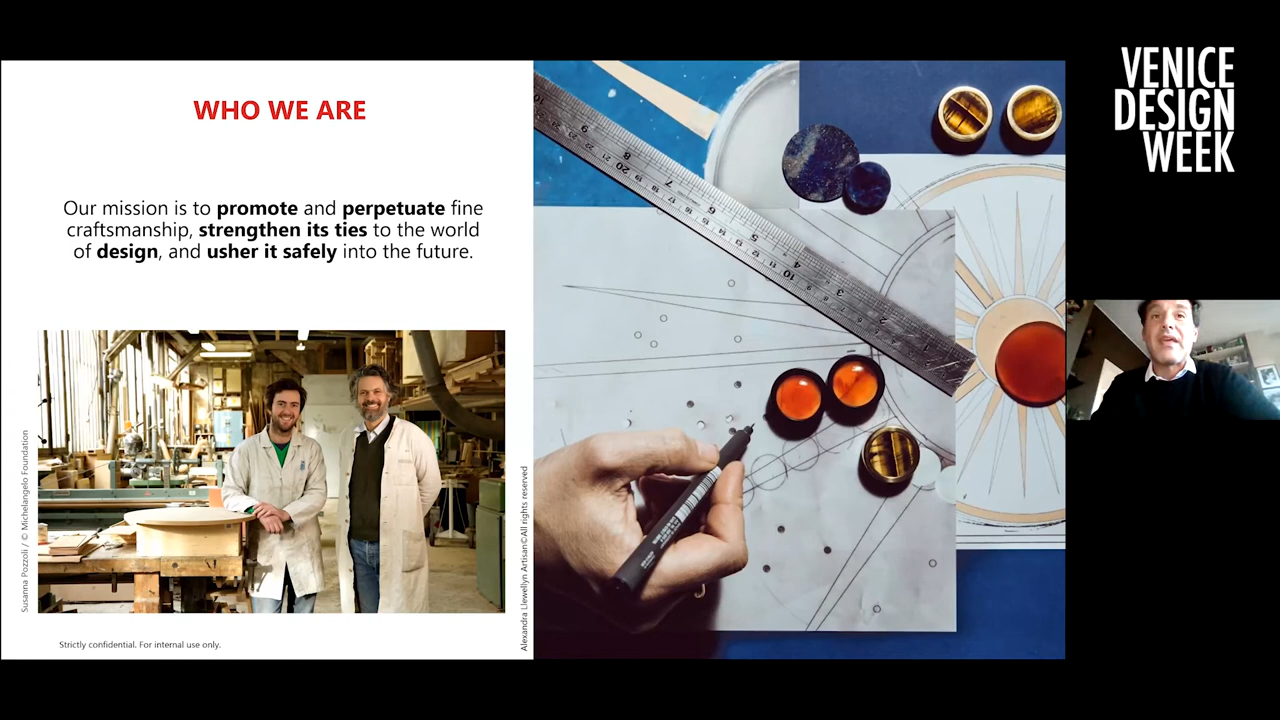 WHO WE ARE
Our mission is to promote and perpetuate fine
craftsmanship, strengthen its ties to the world
of design, and usher it safely into the future.
Susanna Pozzoli / © Michelangelo Foundation
Alexandra Llewellyn Artisan©All rights reserved
Strictly confidential. For internal use only.
VENICE
DESIGN
WEEK